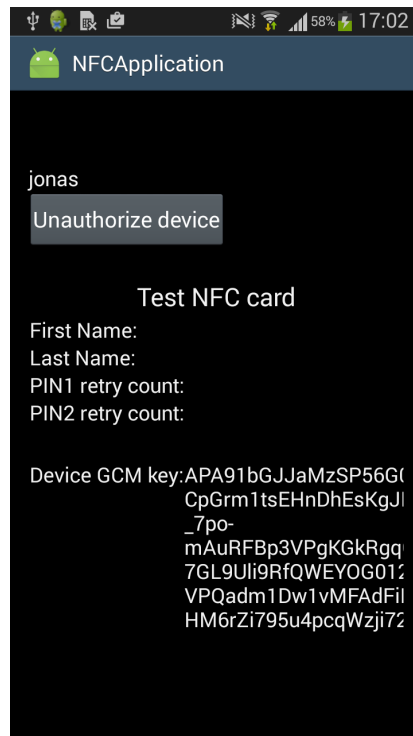 58% 17:02
NFCApplication
jonas
Unauthorize device
Test NFC card
First Name:
Last Name:
PIN1 retry count:
PIN2 retry count:
Device GCM key:APA91bGJJaMzSP56G
CpGrm1tsEHnDhEsKgJ
_7po-
mAuRFBp3VPgKGkRgq
7GL9Uli9RfQWEYOG012
VPQadm1Dw1vMFAdFi
HM6rZi795u4pcqWzji72